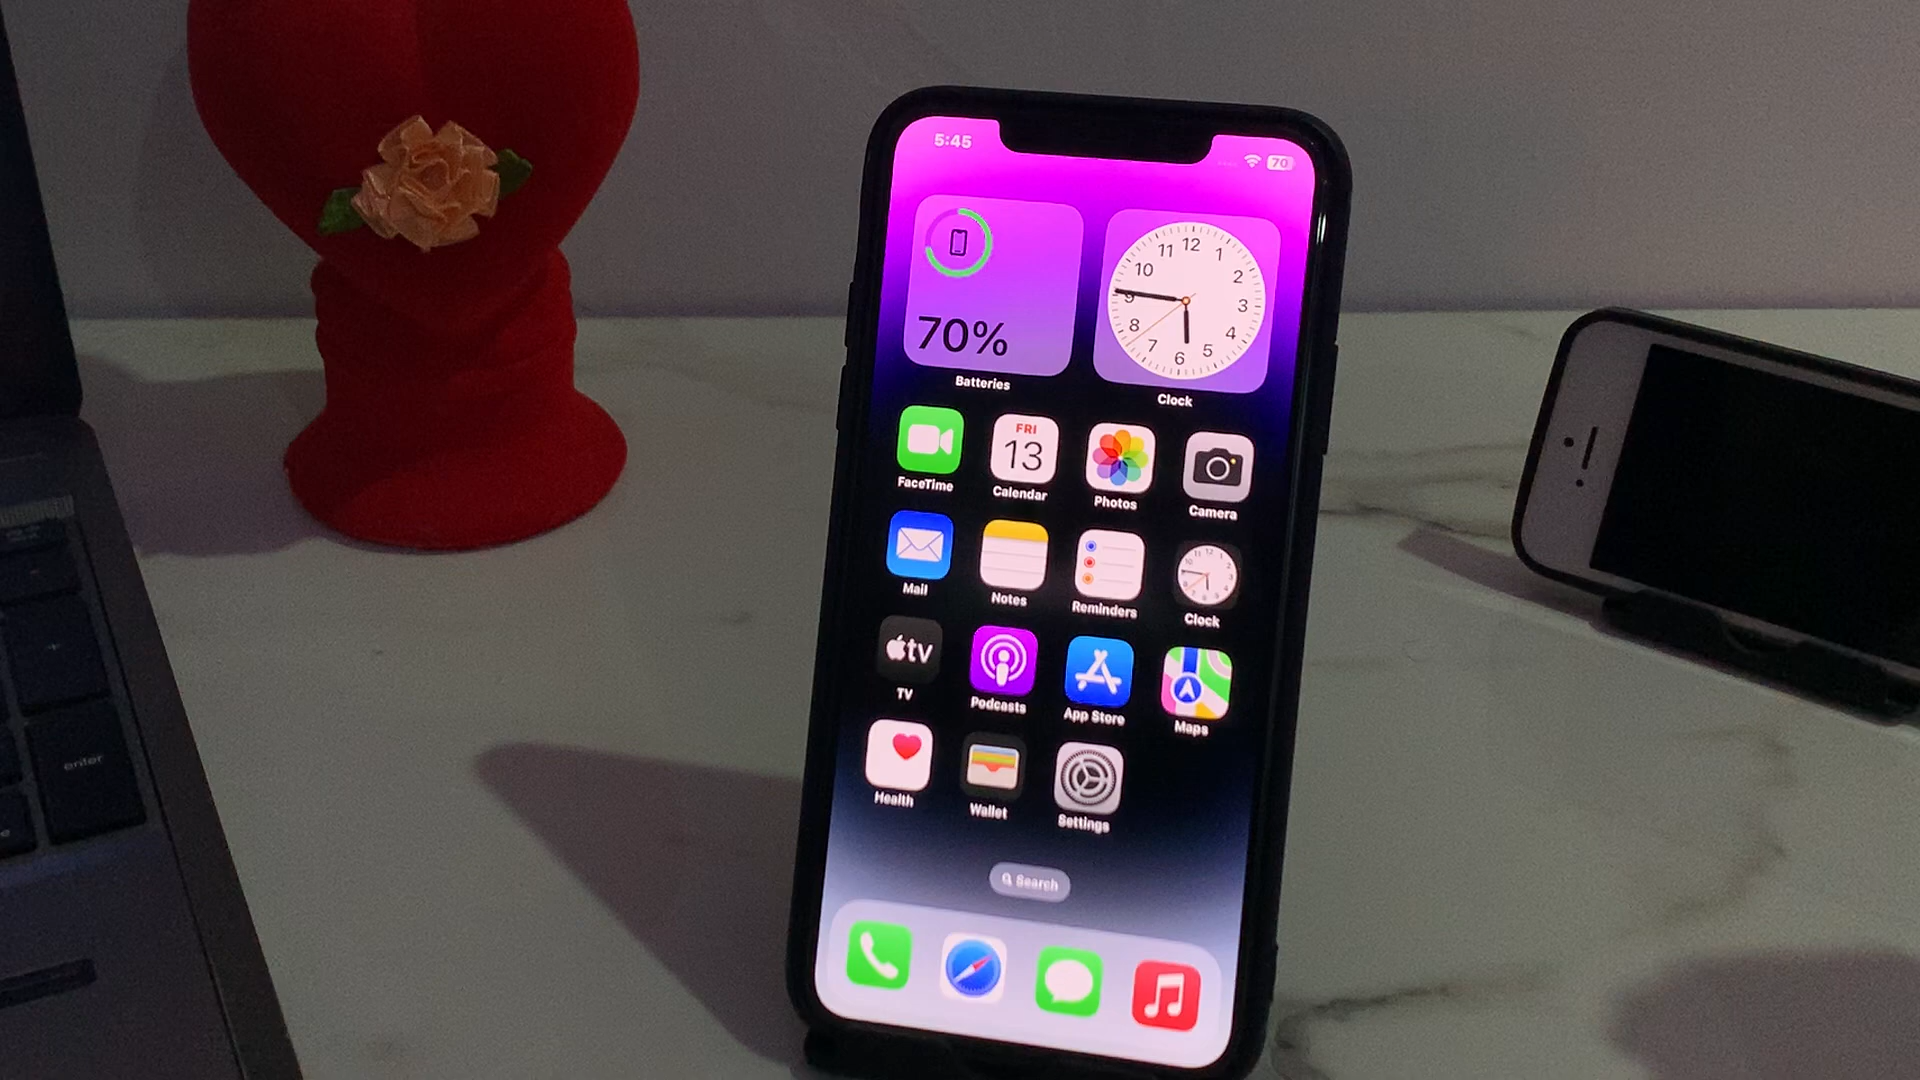 5:45
70
70%
Batteries
12
11
1
10
2
9
3
8
4
7
5
6
Clock
FaceTime
FRI
13
Calendar
Photos
Camera
Mail
Notes
Reminders
Clock
tv
TV
Podcasts
App Store
Maps
Health
Wallet
Settings
Search
enter